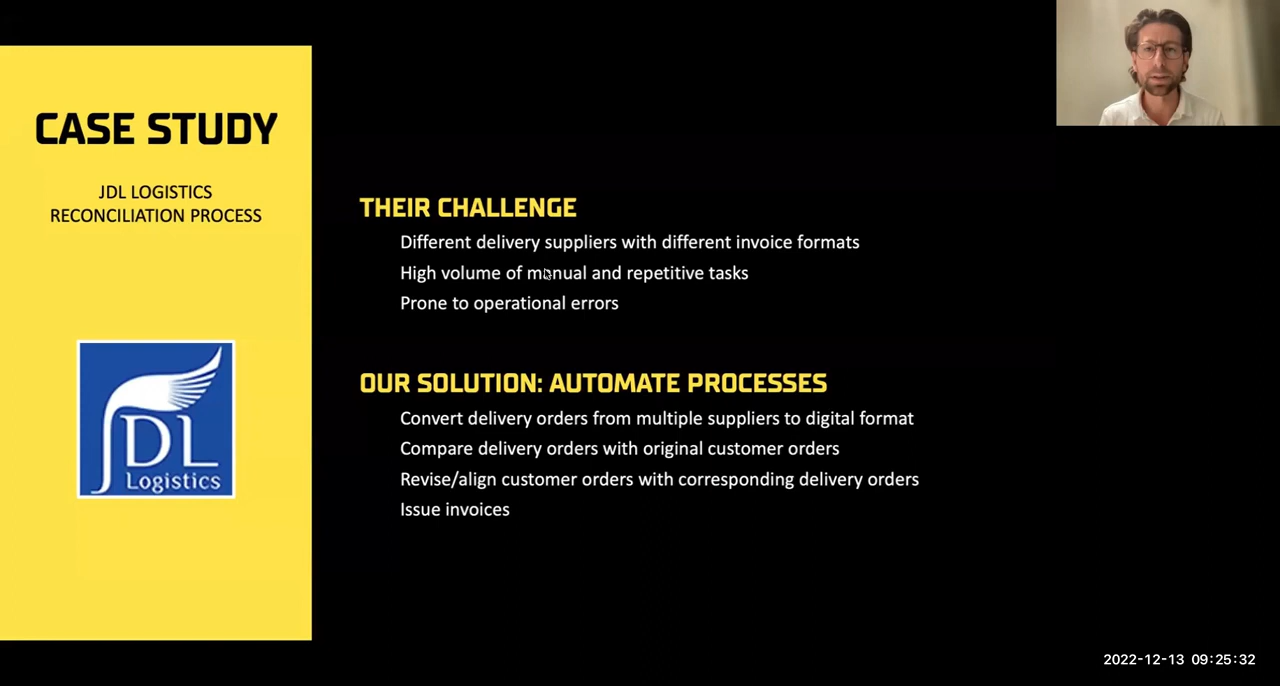 CASE STUDY
JDL LOGISTICS
RECONCILIATION PROCESS
JDL
Logistics
THEIR CHALLENGE
Different delivery suppliers with different invoice formats
High volume of manual and repetitive tasks
Prone to operational errors
OUR SOLUTION: AUTOMATE PROCESSES
Convert delivery orders from multiple suppliers to digital format
Compare delivery orders with original customer orders
Revise/align customer orders with corresponding delivery orders
Issue invoices
2022-12-13 09:25:32